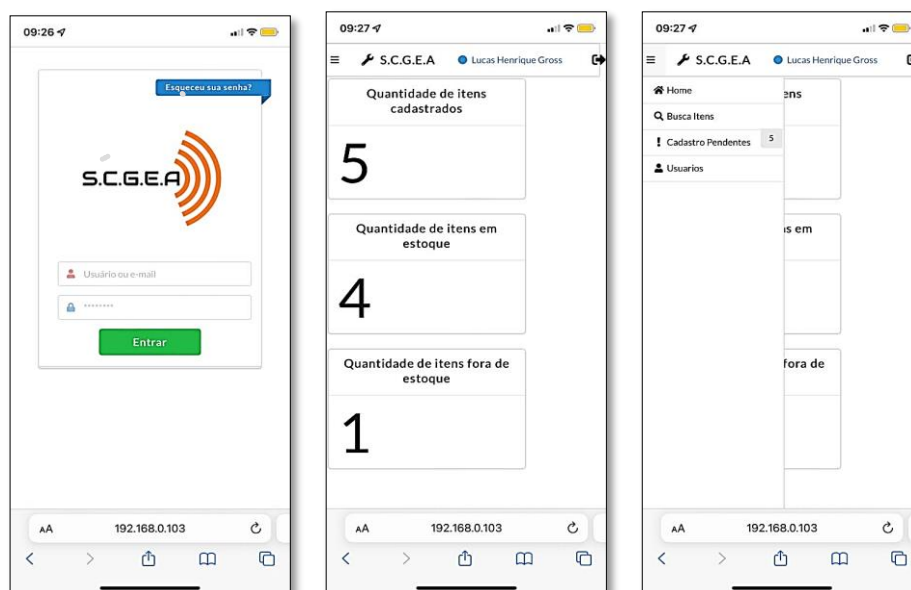 09:26
Esqueceu sua senha?
S.C.G.E.A
Usuário ou e-mail
********
Entrar
AA 192.168.0.103
09:27
S.C.G.E.A Lucas Henrique Gross
Quantidade de itens
cadastrados
5
Quantidade de itens em
estoque
4
Quantidade de itens fora de
estoque
1
AA 192.168.0.103
09:27
S.C.G.E.A Lucas Henrique Gross
Home
Busca Itens
Cadastro Pendentes 5
Usuarios
ens
s em
fora de
AA 192.168.0.103